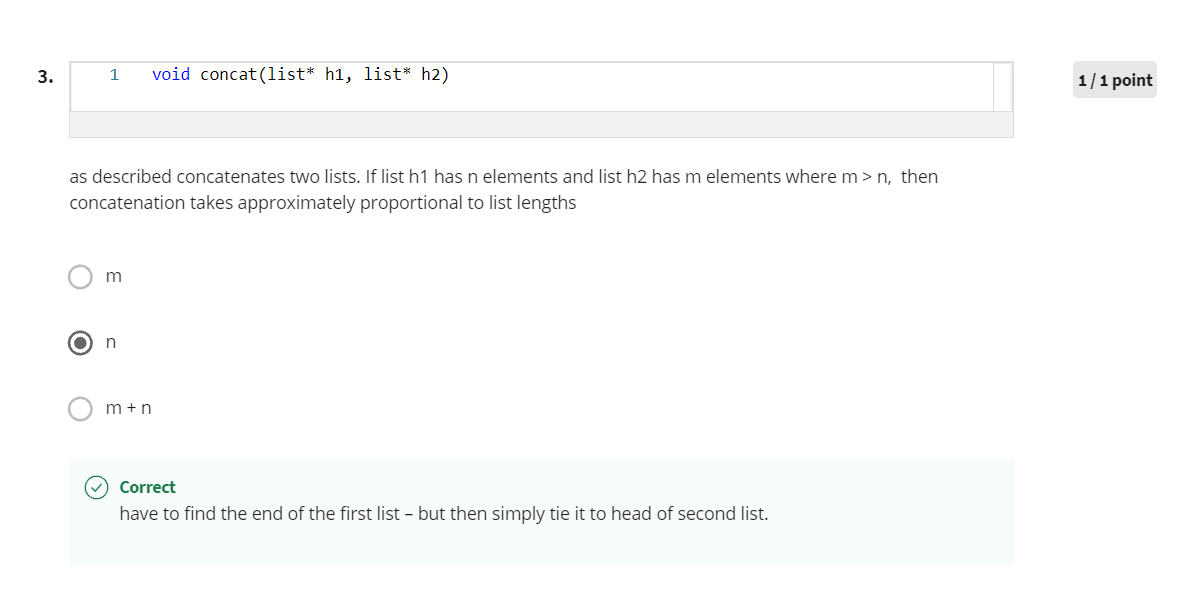 3.
1 void concat(list* h1, list* h2)
1 / 1 point
as described concatenates two lists. If list h1 has n elements and list h2 has m elements where m > n,  then
concatenation takes approximately proportional to list lengths
m
n
m + n
Correct
have to find the end of the first list – but then simply tie it to head of second list.